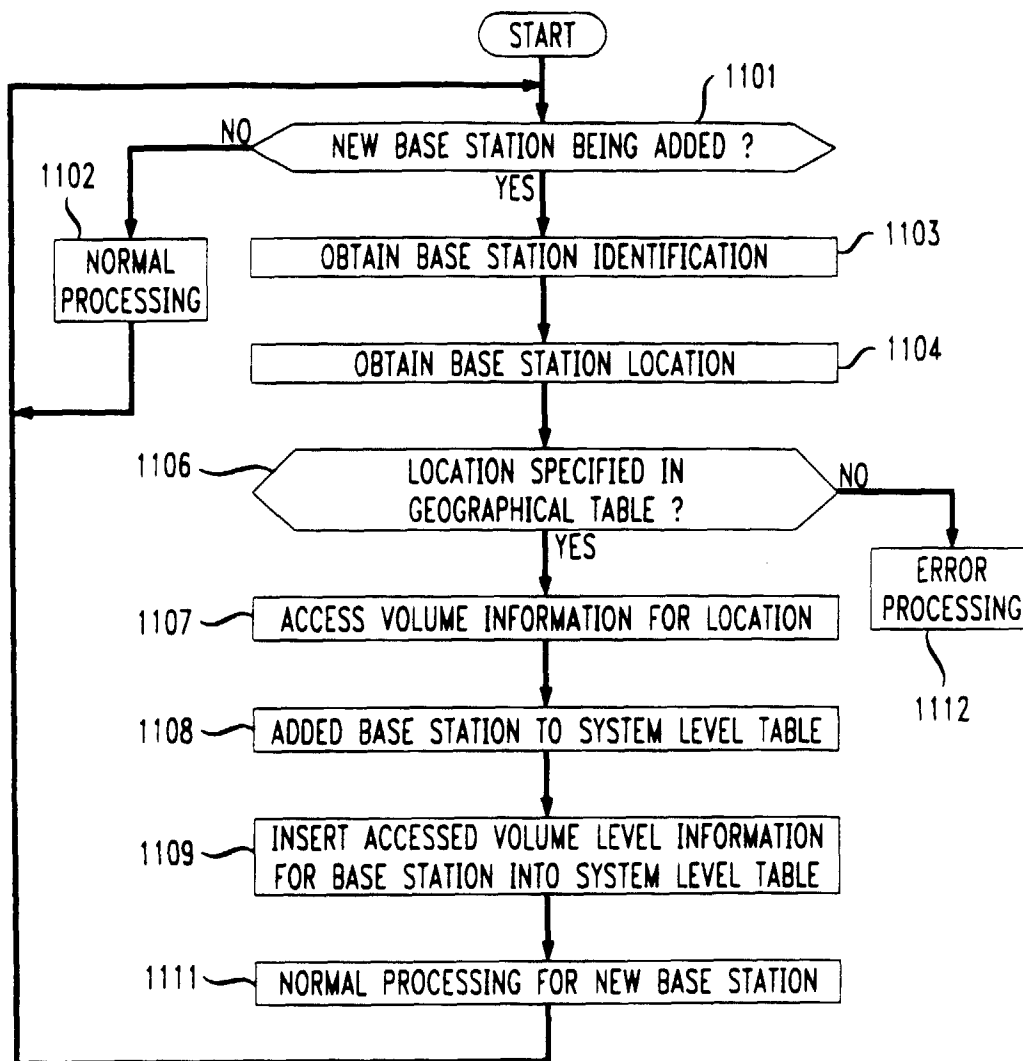 START
1101
NEW BASE STATION BEING ADDED ?
NO
YES
1102
NORMAL
PROCESSING
1103
OBTAIN BASE STATION IDENTIFICATION
1104
OBTAIN BASE STATION LOCATION
1106
LOCATION SPECIFIED IN
GEOGRAPHICAL TABLE ?
NO
YES
ERROR
PROCESSING
1112
1107
ACCESS VOLUME INFORMATION FOR LOCATION
1108
ADDED BASE STATION TO SYSTEM LEVEL TABLE
1109
INSERT ACCESSED VOLUME LEVEL INFORMATION
FOR BASE STATION INTO SYSTEM LEVEL TABLE
1111
NORMAL PROCESSING FOR NEW BASE STATION